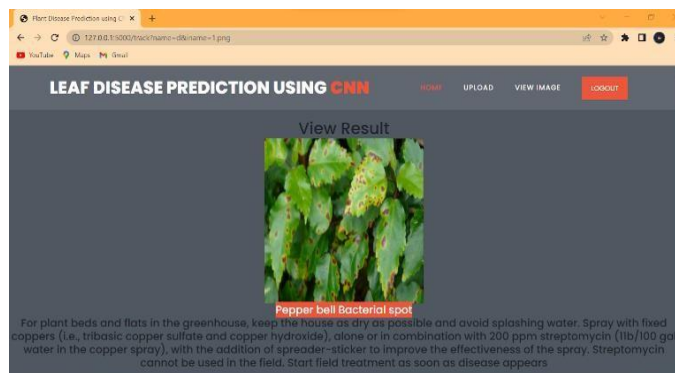 Plant Disease Prediction using C
127.0.0.1:5000/track?name=d&iname=1.png
YouTube Maps Gmail
LEAF DISEASE PREDICTION USING CNN HOME UPLOAD VIEW IMAGE LOGOUT
View Result
Pepper bell Bacterial spot
For plant beds and flats in the greenhouse, keep the house as dry as possible and avoid splashing water. Spray with fixed
coppers (i.e., tribasic copper sulfate and copper hydroxide), alone or in combination with 200 ppm streptomycin (1lb/100 gal
water in the copper spray), with the addition of spreader-sticker to improve the effectiveness of the spray. Streptomycin
cannot be used in the field. Start field treatment as soon as disease appears